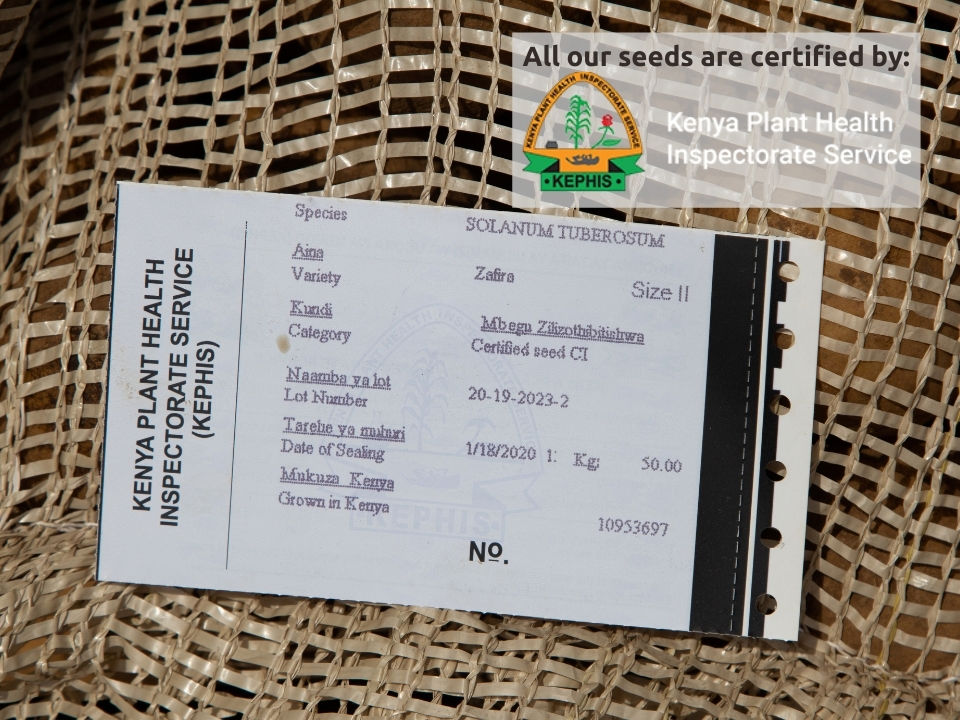 All our seeds are certified by:
KENYA PLANT HEALTH INSPECTORATE SERVICE
KEPHIS
Kenya Plant Health
Inspectorate Service
KENYA PLANT HEALTH
INSPECTORATE SERVICE
(KEPHIS)
Species SOLANUM TUBEROSUM
Aina
Variety Zafira Size II
Kundi Mbegu Zilizothibitishwa
Category Certified seed C1
Naamba ya lot
Lot Number 20-19-2023-2
Tarehe ya muhuri
Date of Sealing 1/18/2020 1: Kg: 50.00
Mukuza Kenya
Grown in Kenya
10953697
Nº.
KEPHIS